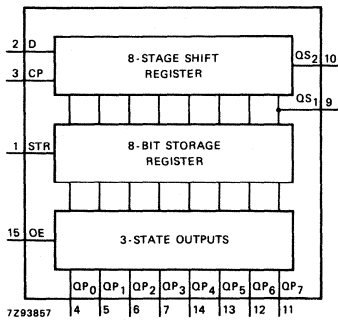 2 D
8-STAGE SHIFT
REGISTER
QS2 10
3 CP
QS1 9
1 STR
8-BIT STORAGE
REGISTER
15 OE
3-STATE OUTPUTS
QP0 QP1 QP2 QP3 QP4 QP5 QP6 QP7
7Z93857 4 5 6 7 14 13 12 11